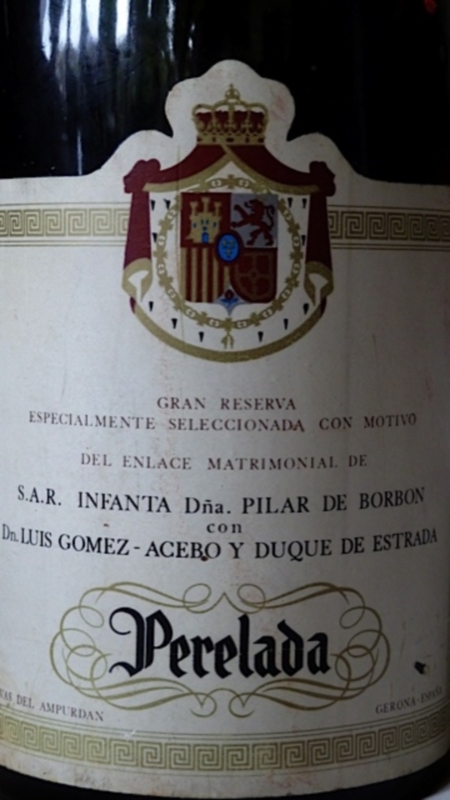 GRAN RESERVA
ESPECIALMENTE SELECCIONADA CON MOTIVO
DEL ENLACE MATRIMONIAL DE
S.A.R. INFANTA Dña. PILAR DE BORBON
con
Dn. LUIS GOMEZ-ACEBO Y DUQUE DE ESTRADA
Perelada
DEL AMPURDAN
GERONA-ESPAÑA